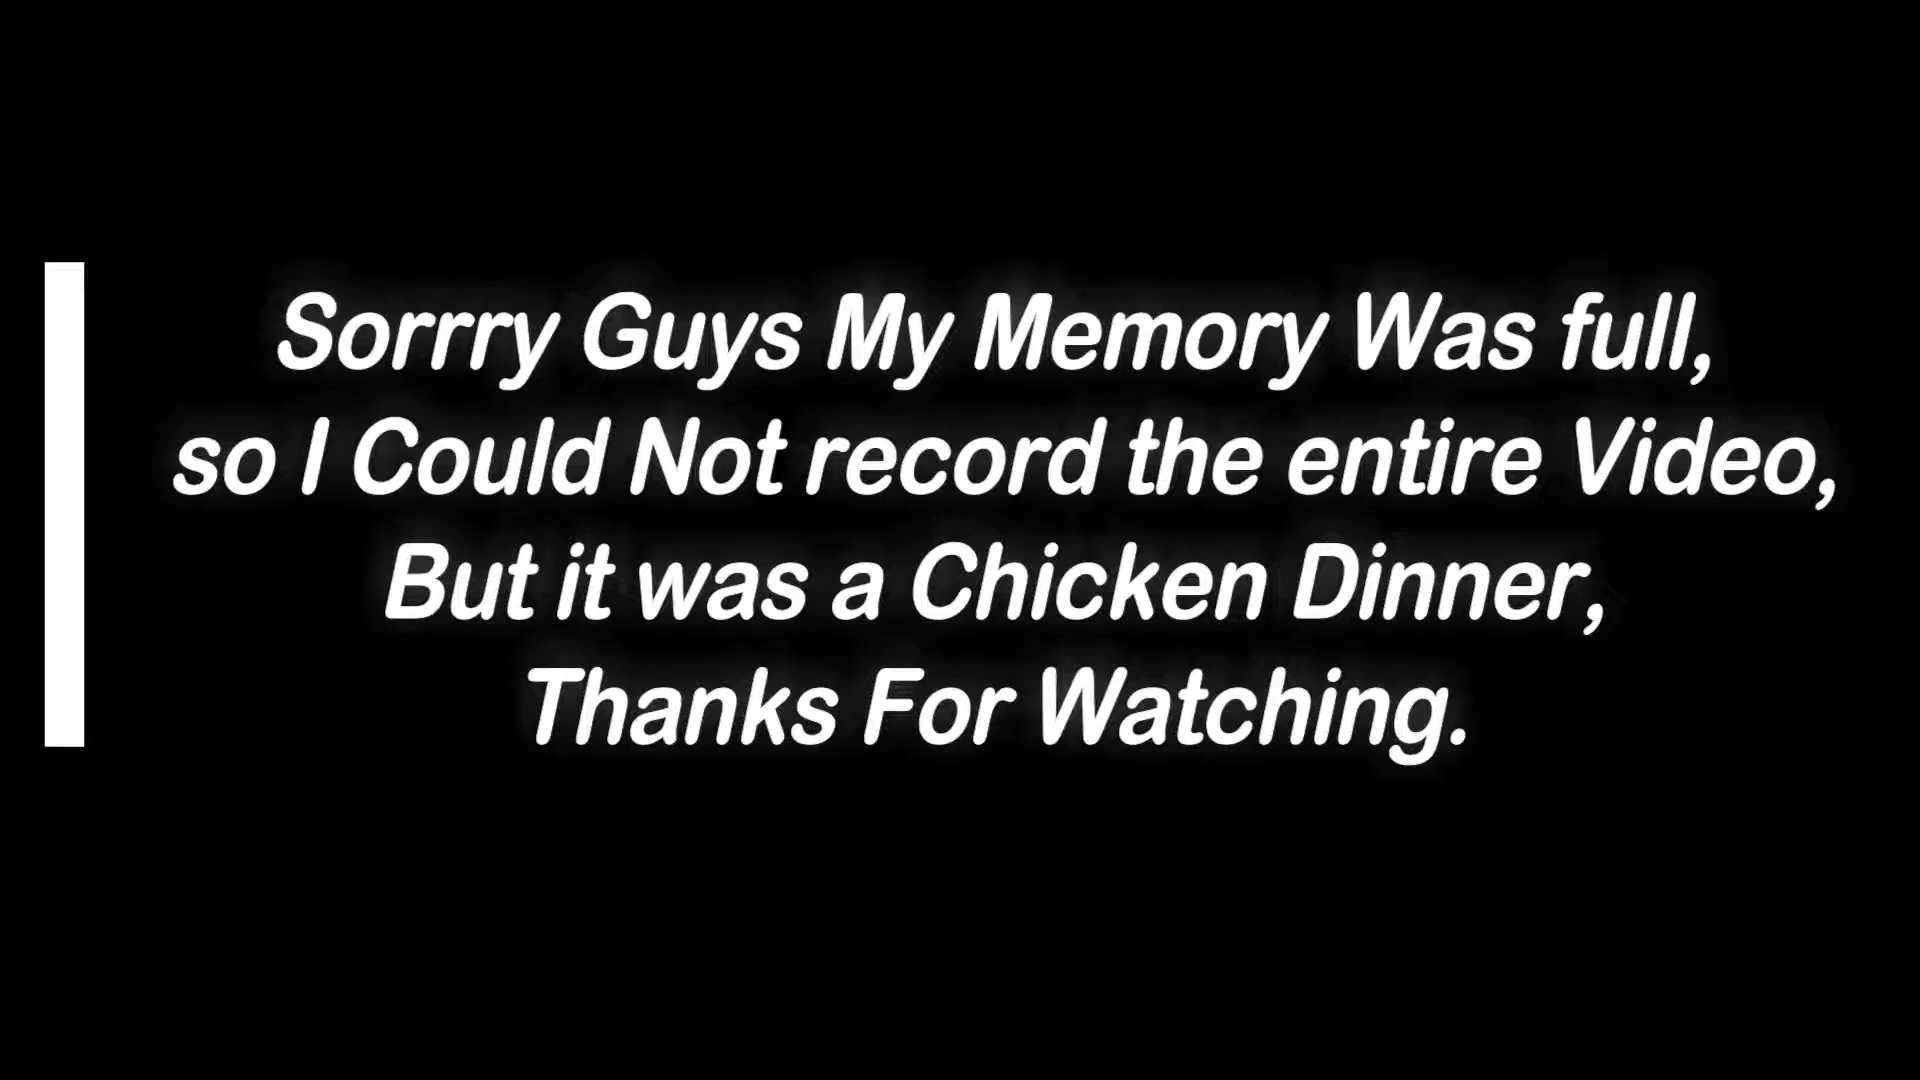 Sorrry Guys My Memory Was full,
so I Could Not record the entire Video,
But it was a Chicken Dinner,
Thanks For Watching.